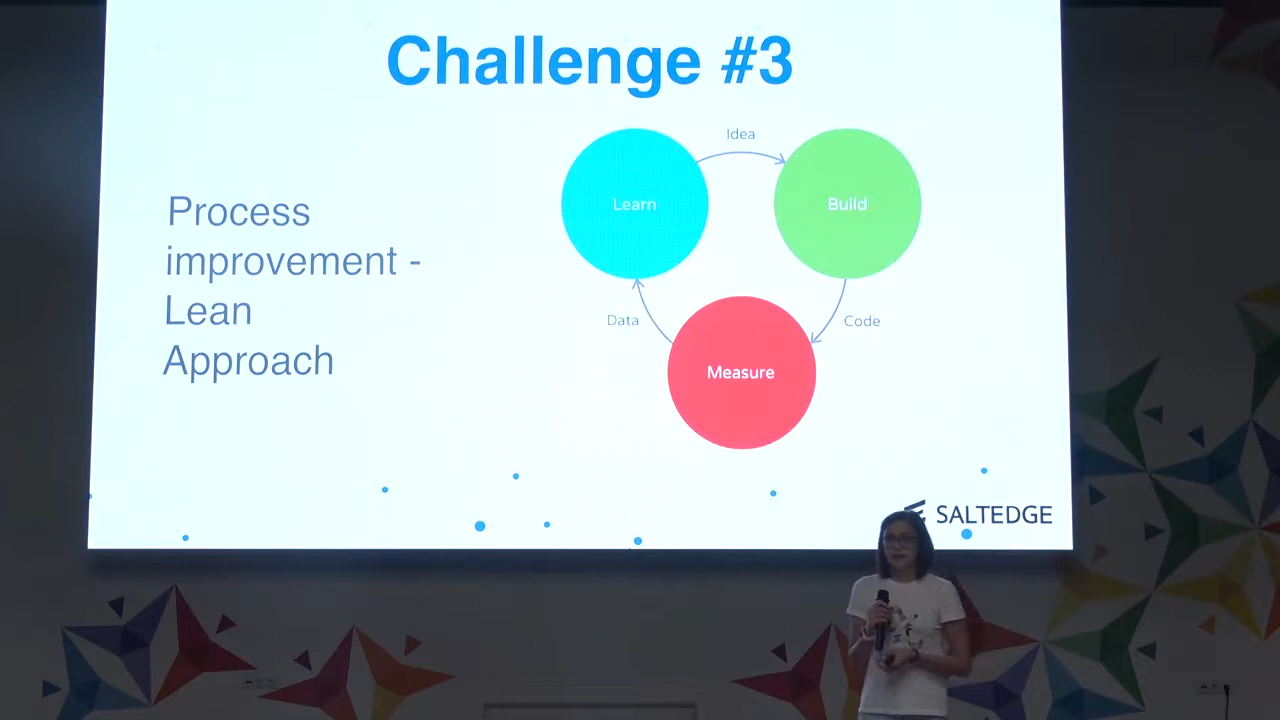 Challenge #3
Process
improvement -
Lean
Approach
Idea
Learn
Build
Data
Code
Measure
SALTEDGE